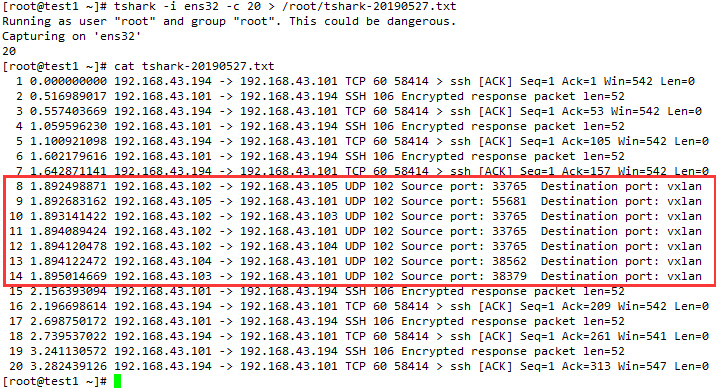 [root@test1 ~]# tshark -i ens32 -c 20 > /root/tshark-20190527.txt
Running as user "root" and group "root". This could be dangerous.
Capturing on 'ens32'
20
[root@test1 ~]# cat tshark-20190527.txt
1 0.000000000 192.168.43.194 -> 192.168.43.101 TCP 60 58414 > ssh [ACK] Seq=1 Ack=1 Win=542 Len=0
2 0.516989017 192.168.43.101 -> 192.168.43.194 SSH 106 Encrypted response packet len=52
3 0.557403669 192.168.43.194 -> 192.168.43.101 TCP 60 58414 > ssh [ACK] Seq=1 Ack=53 Win=542 Len=0
4 1.059596230 192.168.43.101 -> 192.168.43.194 SSH 106 Encrypted response packet len=52
5 1.100921098 192.168.43.194 -> 192.168.43.101 TCP 60 58414 > ssh [ACK] Seq=1 Ack=105 Win=542 Len=0
6 1.602179616 192.168.43.101 -> 192.168.43.194 SSH 106 Encrypted response packet len=52
7 1.642871141 192.168.43.194 -> 192.168.43.101 TCP 60 58414 > ssh [ACK] Seq=1 Ack=157 Win=542 Len=0
8 1.892498871 192.168.43.102 -> 192.168.43.105 UDP 102 Source port: 33765  Destination port: vxlan
9 1.892683162 192.168.43.105 -> 192.168.43.101 UDP 102 Source port: 55681  Destination port: vxlan
10 1.893141422 192.168.43.102 -> 192.168.43.103 UDP 102 Source port: 33765  Destination port: vxlan
11 1.894089424 192.168.43.102 -> 192.168.43.101 UDP 102 Source port: 33765  Destination port: vxlan
12 1.894120478 192.168.43.102 -> 192.168.43.104 UDP 102 Source port: 33765  Destination port: vxlan
13 1.894122472 192.168.43.104 -> 192.168.43.101 UDP 102 Source port: 38562  Destination port: vxlan
14 1.895014669 192.168.43.103 -> 192.168.43.101 UDP 102 Source port: 38379  Destination port: vxlan
15 2.156393094 192.168.43.101 -> 192.168.43.194 SSH 106 Encrypted response packet len=52
16 2.196698614 192.168.43.194 -> 192.168.43.101 TCP 60 58414 > ssh [ACK] Seq=1 Ack=209 Win=542 Len=0
17 2.698750172 192.168.43.101 -> 192.168.43.194 SSH 106 Encrypted response packet len=52
18 2.739537022 192.168.43.194 -> 192.168.43.101 TCP 60 58414 > ssh [ACK] Seq=1 Ack=261 Win=541 Len=0
19 3.241130572 192.168.43.101 -> 192.168.43.194 SSH 106 Encrypted response packet len=52
20 3.282439126 192.168.43.194 -> 192.168.43.101 TCP 60 58414 > ssh [ACK] Seq=1 Ack=313 Win=547 Len=0
[root@test1 ~]#